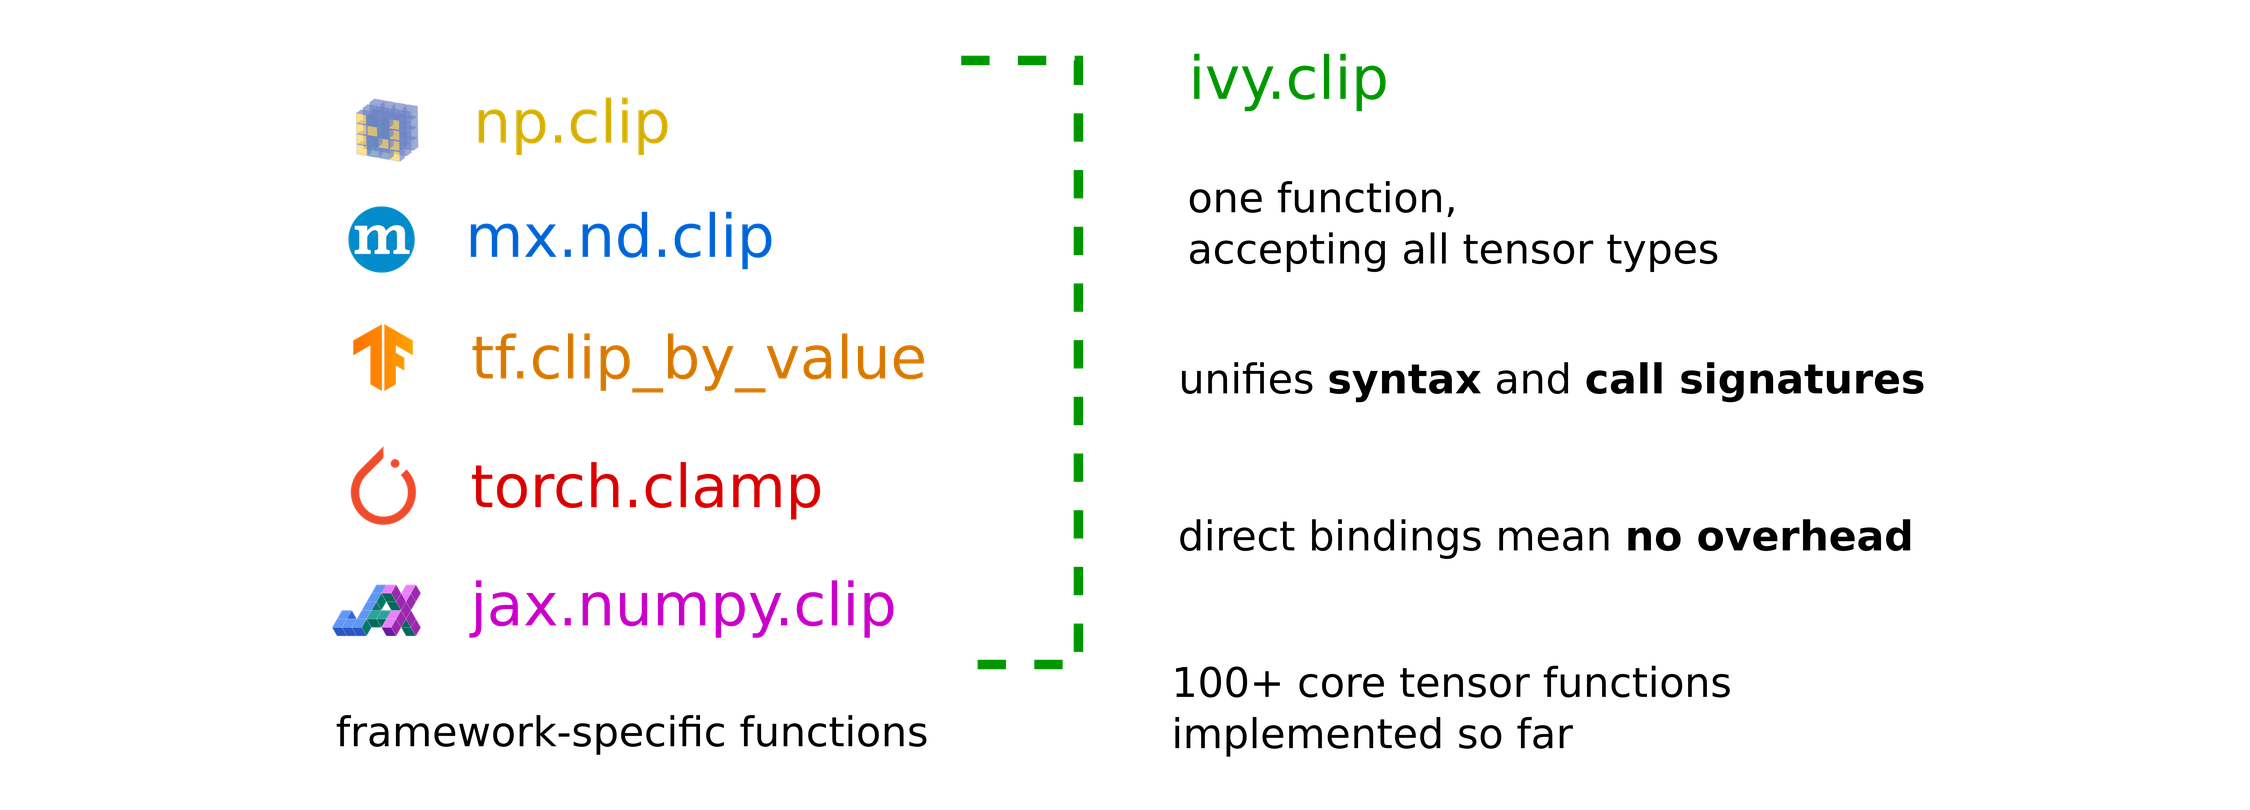 np.clip
mx.nd.clip
tf.clip_by_value
torch.clamp
jax.numpy.clip
framework-specific functions
ivy.clip
one function,
accepting all tensor types
unifies syntax and call signatures
direct bindings mean no overhead
100+ core tensor functions
implemented so far